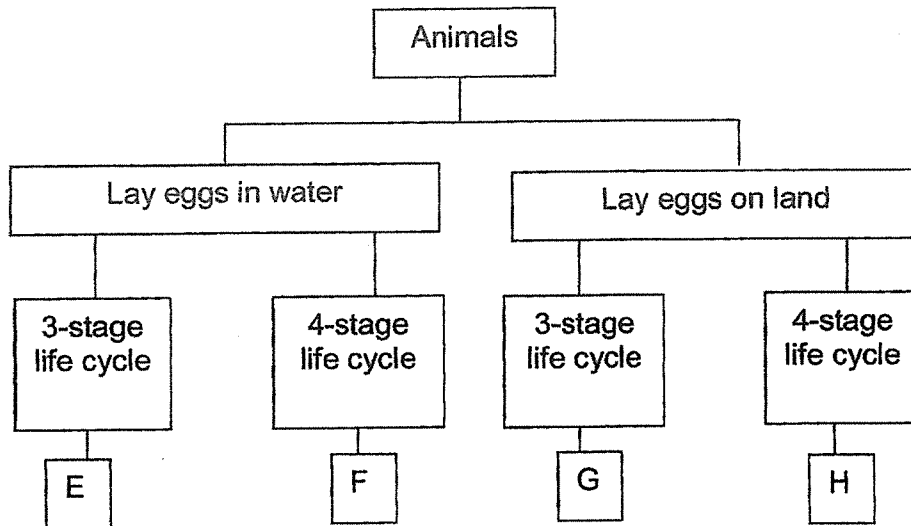 Animals
Lay eggs in water
Lay eggs on land
3-stage
life cycle
4-stage
life cycle
3-stage
life cycle
4-stage
life cycle
E
F
G
H